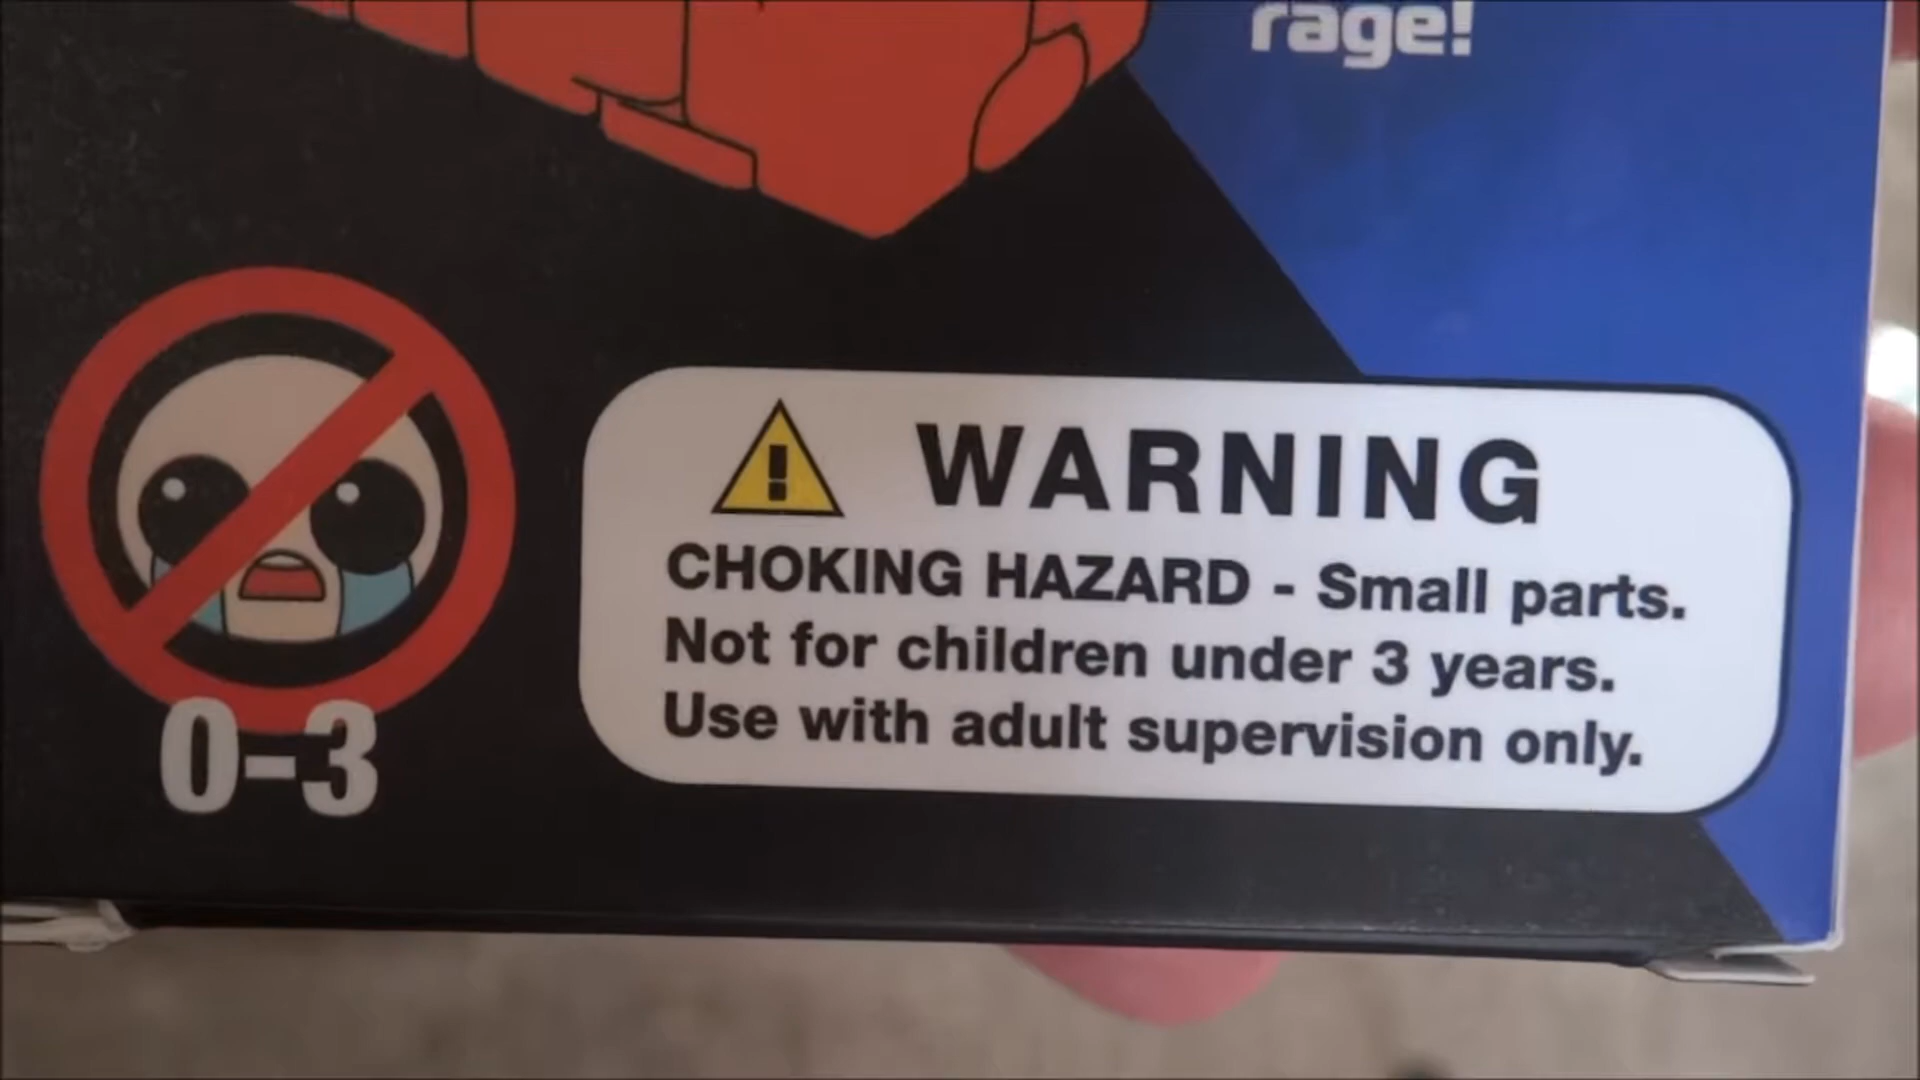 rage!
WARNING
CHOKING HAZARD - Small parts.
Not for children under 3 years.
Use with adult supervision only.
0-3